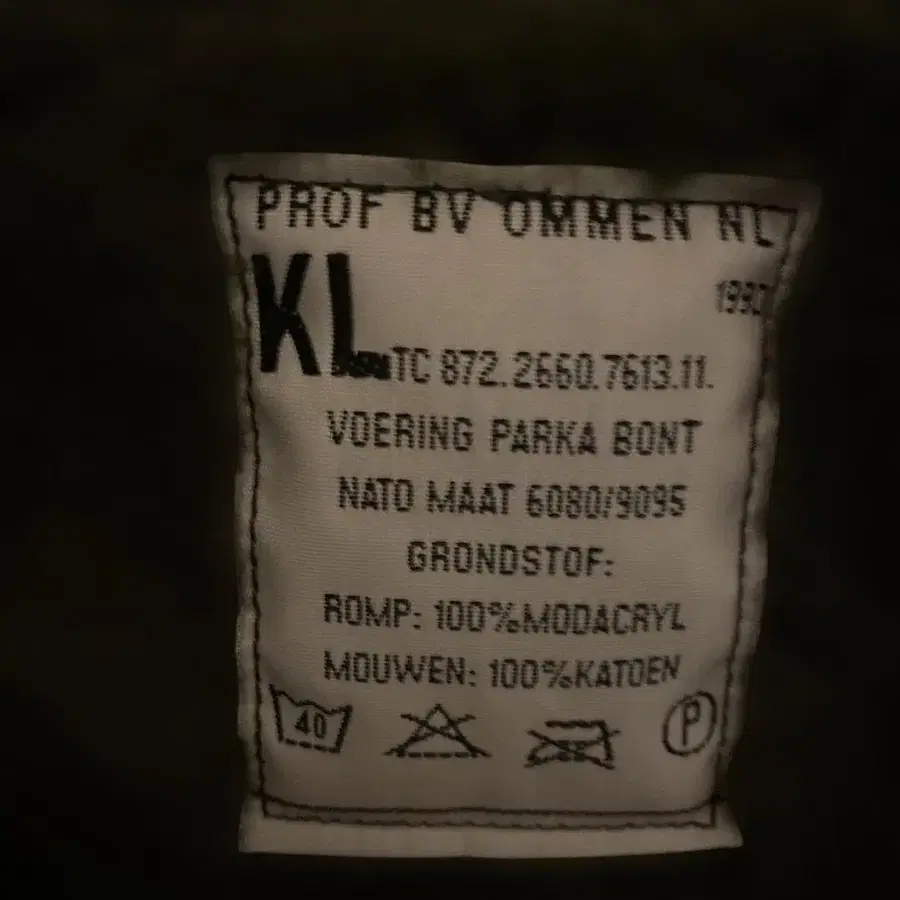 PROF BV OMMEN NL
KL
TC 872.2660.7613.11.
VOERING PARKA BONT
NATO MAAT 6080/9095
GRONDSTOF:
ROMP: 100%MODACRYL
MOUWEN: 100%KATOEN
40
P